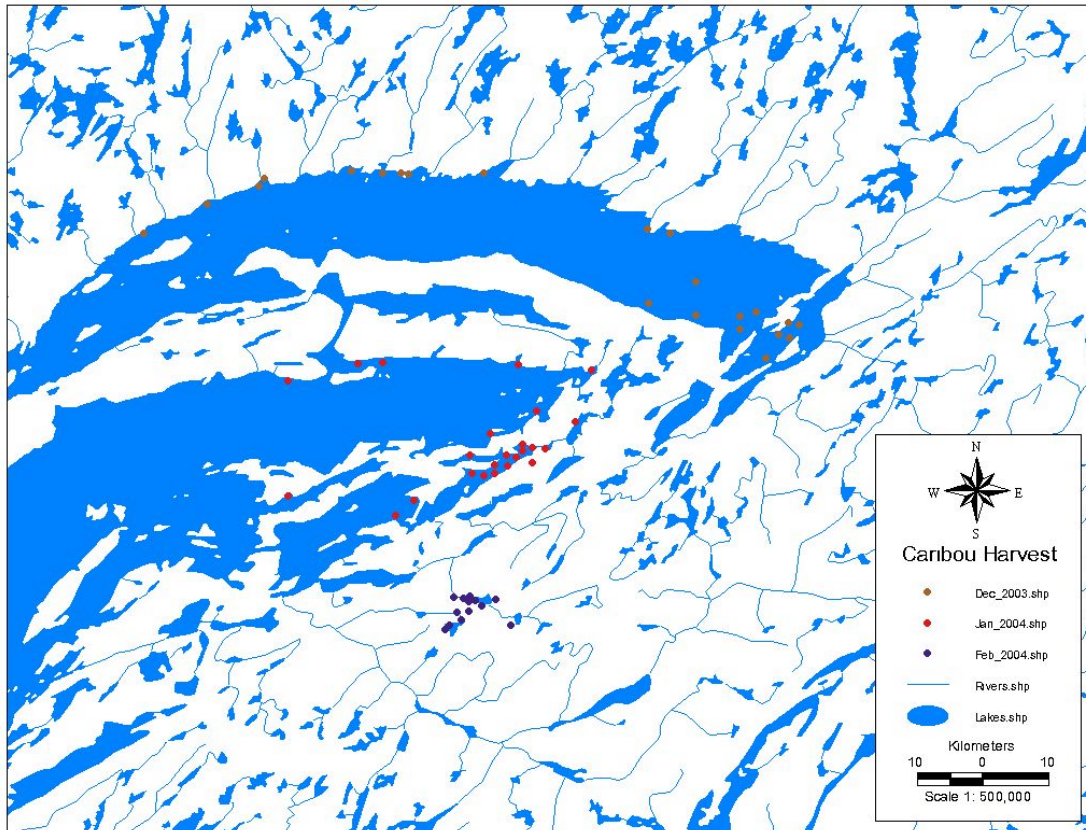 N
W E
S
Caribou Harvest
Dec_2003.shp
Jan_2004.shp
Feb_2004.shp
Rivers.shp
Lakes.shp
Kilometers
10 0 10
Scale 1: 500,000